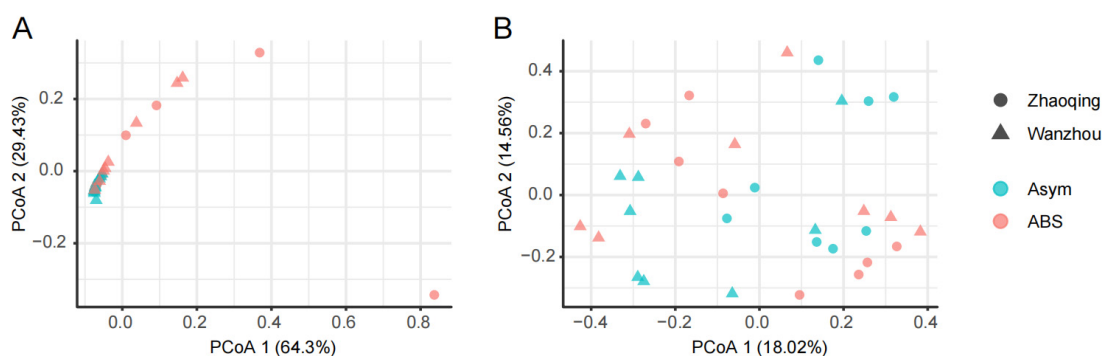 A
PCoA 2 (29.43%)
0.2
0.0
−0.2
0.0 0.2 0.4 0.6 0.8
PCoA 1 (64.3%)
B
PCoA 2 (14.56%)
0.4
0.2
0.0
−0.2
−0.4 −0.2 0.0 0.2 0.4
PCoA 1 (18.02%)
Zhaoqing
Wanzhou
Asym
ABS